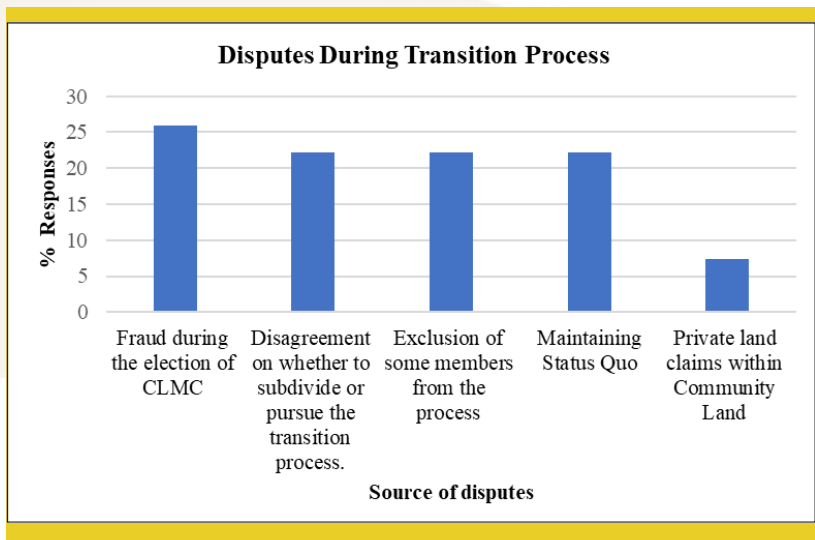 Disputes During Transition Process
30
25
20
15
10
5
0
% Responses
Fraud during
the election of
CLMC
Disagreement
on whether to
subdivide or
pursue the
transition
process.
Exclusion of
some members
from the
process
Maintaining
Status Quo
Private land
claims within
Community
Land
Source of disputes